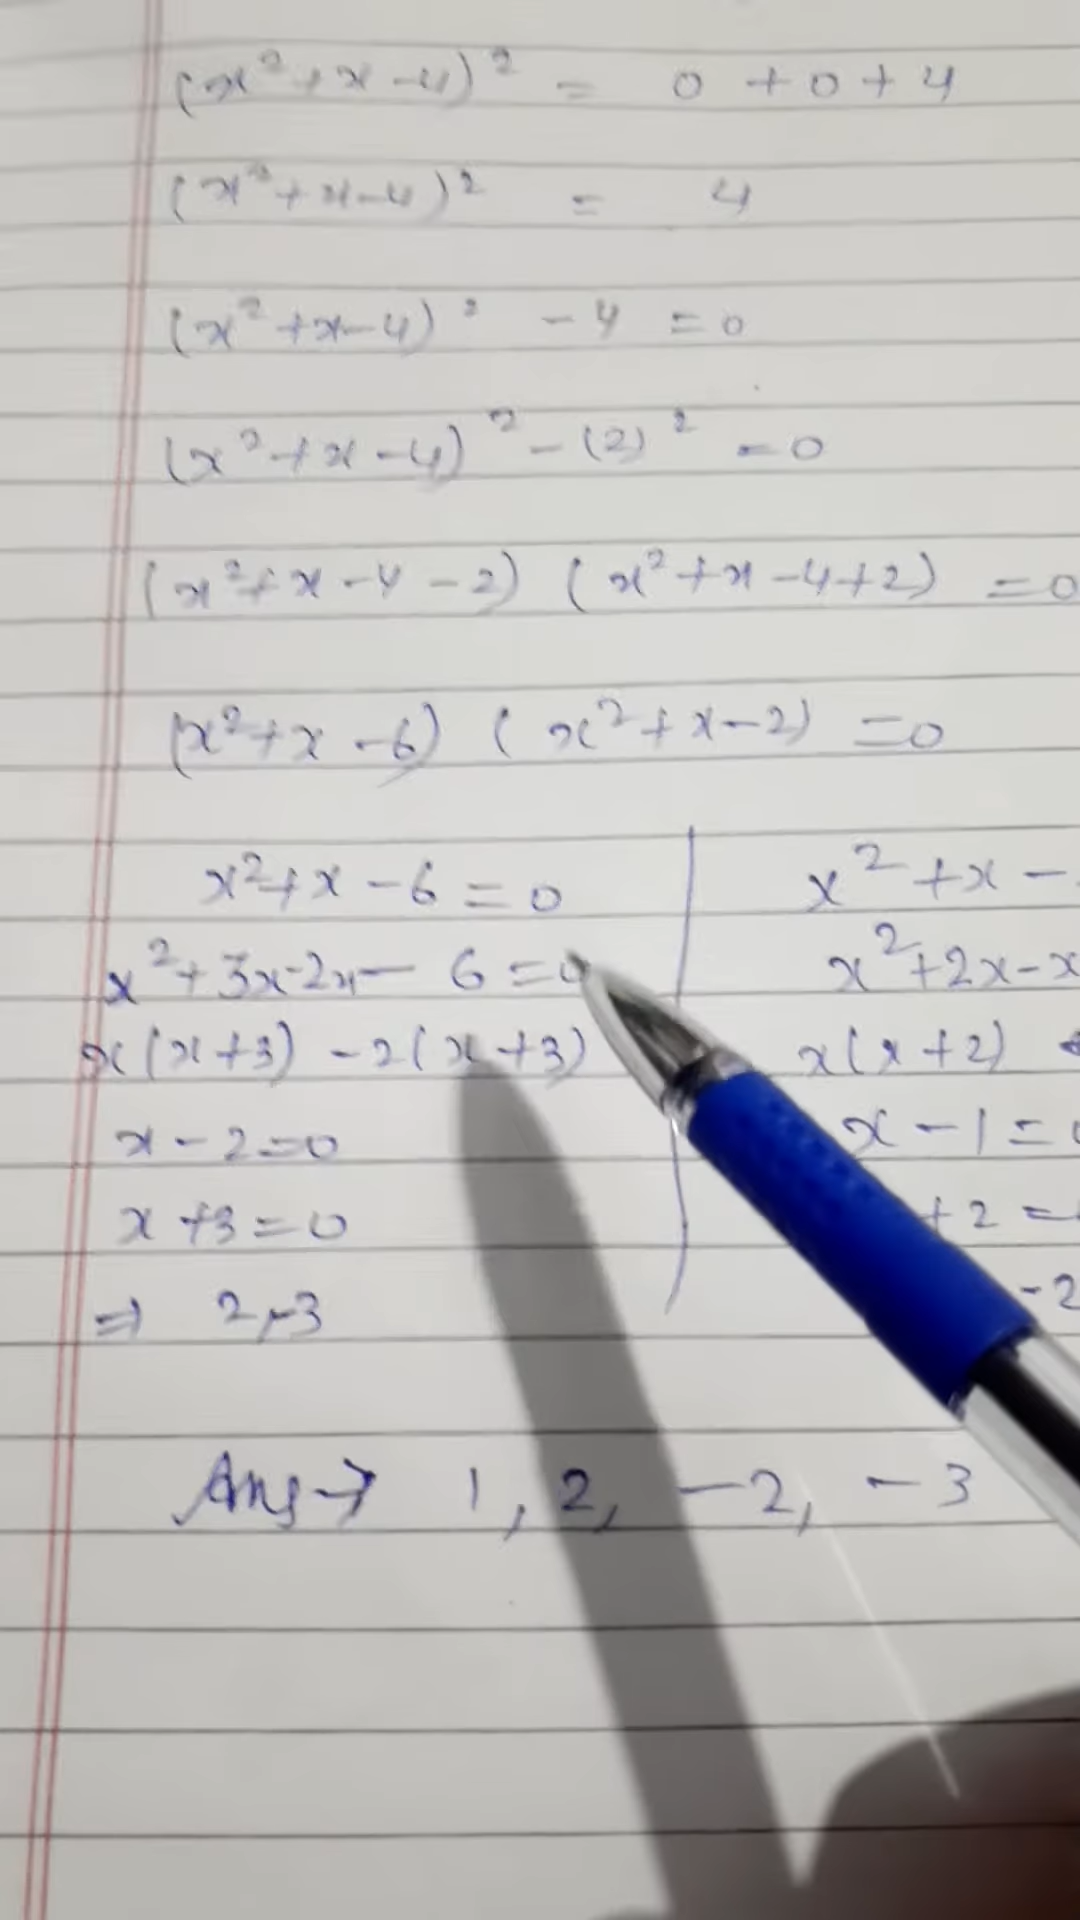 (x²+x-4)² = 0+0+4
(x²+x-4)² = 4
(x²+x-4)² - 4 = 0
(x²+x-4)² - (2)² = 0
(x²+x-4-2) (x²+x-4+2) = 0
(x²+x-6) (x²+x-2) = 0
x²+x-6=0
x²+3x-2x-6=0
x(x+3)-2(x+3)
x-2=0
x+3=0
⇒ 2,-3
x²+x-
x²+2x-x
x(x+2)
x-1=0
+2=
-2
Ans→ 1, 2, -2, -3